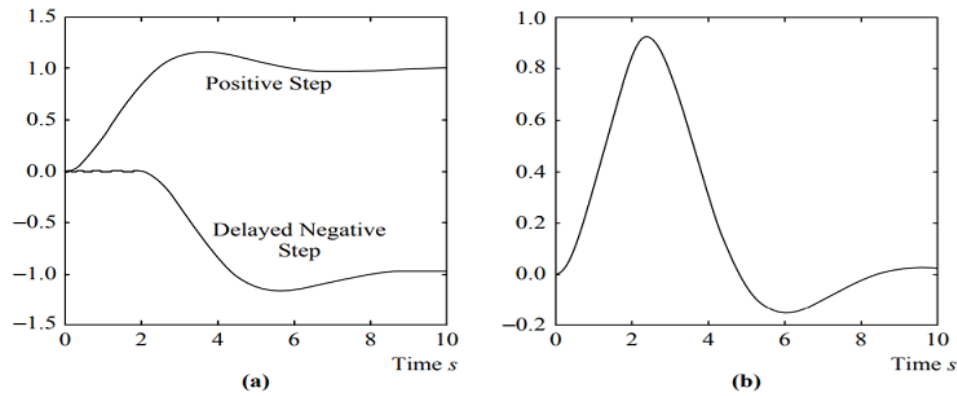 1.5
1.0
0.5
0.0
−0.5
−1.0
−1.5
Positive Step
Delayed Negative
Step
0 2 4 6 8 10
Time s
(a)
(b)
1.0
0.8
0.6
0.4
0.2
0.0
−0.2
0 2 4 6 8 10
Time s
(b)